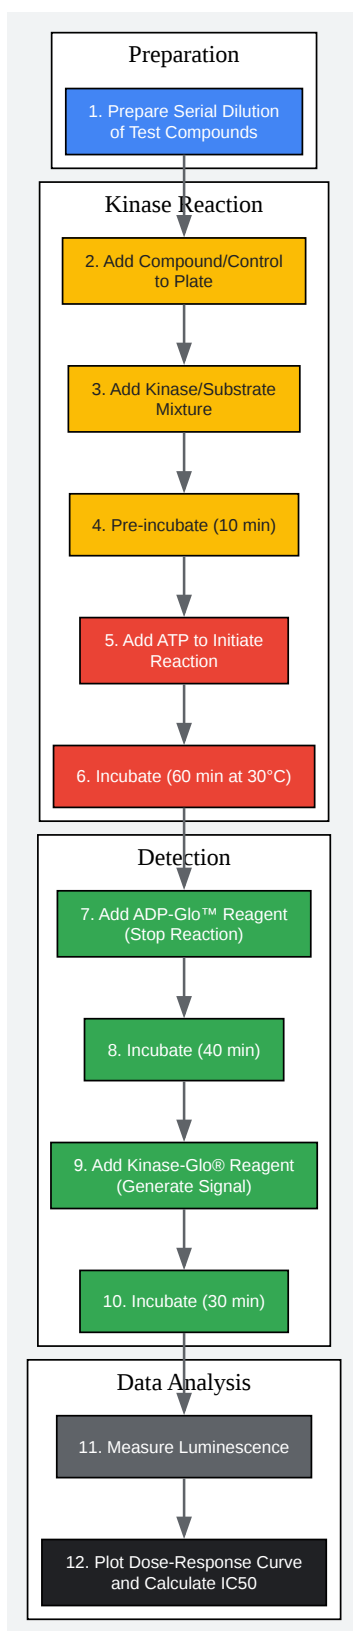 Preparation
1. Prepare Serial Dilution
of Test Compounds
Kinase Reaction
2. Add Compound/Control
to Plate
3. Add Kinase/Substrate
Mixture
4. Pre-incubate (10 min)
5. Add ATP to Initiate
Reaction
6. Incubate (60 min at 30°C)
Detection
7. Add ADP-Glo™ Reagent
(Stop Reaction)
8. Incubate (40 min)
9. Add Kinase-Glo® Reagent
(Generate Signal)
10. Incubate (30 min)
Data Analysis
11. Measure Luminescence
12. Plot Dose-Response Curve
and Calculate IC50